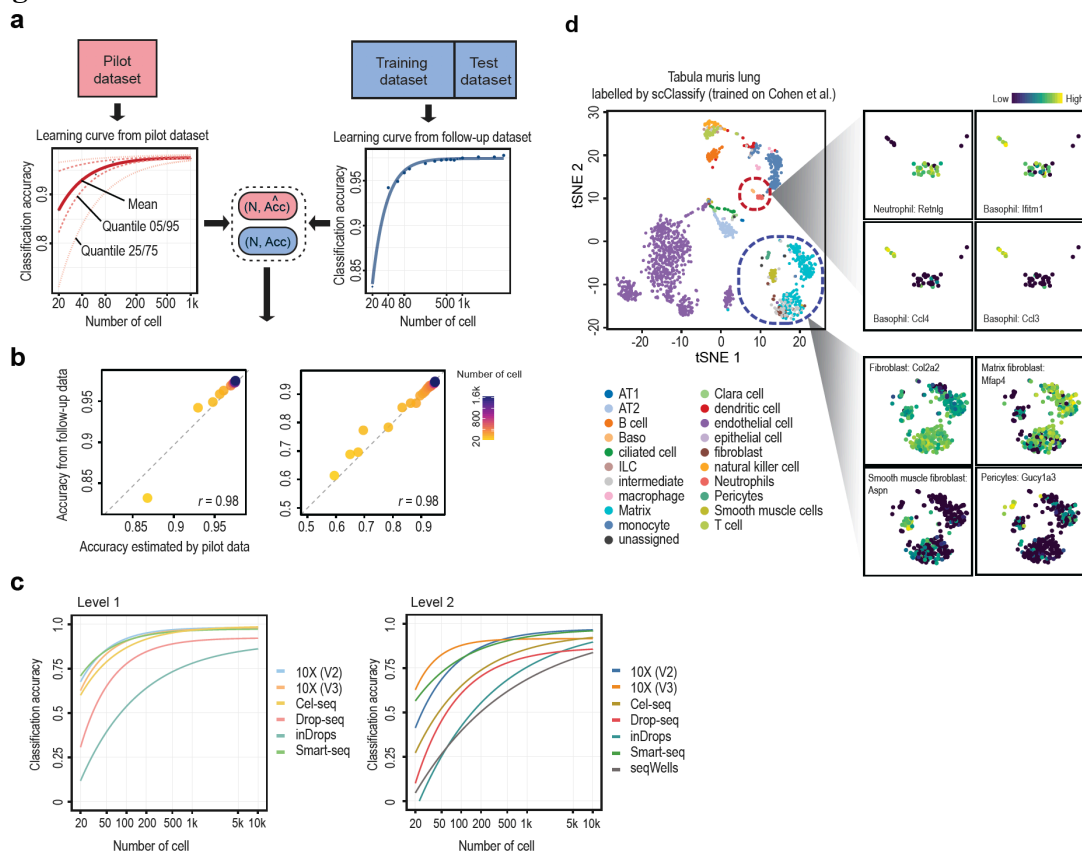 a
Pilot
dataset
Training
dataset
Test
dataset
Learning curve from pilot dataset
Learning curve from follow-up dataset
Classification accuracy
0.9
0.8
Mean
Quantile 05/95
Quantile 25/75
20 40 80 200 500 1k
Number of cell
(N, Acĉ)
(N, Acc)
Classification accuracy
0.95
0.90
0.85
20 40 80 500 1k
Number of cell
b
Accuracy from follow-up data
0.95
0.95
0.85
r = 0.98
0.85 0.90 0.95
0.9
0.8
0.7
0.6
0.5
r = 0.98
0.5 0.6 0.7 0.8 0.9
Accuracy estimated by pilot data
Number of cell
20 800 16k
c
Level 1
Classification accuracy
1.0
0.75
0.5
0.25
0
20 50 100 200 500 1k 5k 10k
Number of cell
10X (V2)
10X (V3)
Cel-seq
Drop-seq
inDrops
Smart-seq
Level 2
Classification accuracy
1.0
0.75
0.5
0.25
0
20 50 100 200 500 1k 5k 10k
Number of cell
10X (V2)
10X (V3)
Cel-seq
Drop-seq
inDrops
Smart-seq
seqWells
d
Tabula muris lung
labelled by scClassify (trained on Cohen et al.)
tSNE 2
30
20
10
0
-10
-20
-20 -10 0 10 20
tSNE 1
AT1
AT2
B cell
Baso
ciliated cell
ILC
intermediate
macrophage
Matrix
monocyte
unassigned
Clara cell
dendritic cell
endothelial cell
epithelial cell
fibroblast
natural killer cell
Neutrophils
Pericytes
Smooth muscle cells
T cell
Low High
Neutrophil: Retnlg
Basophil: Ifitm1
Basophil: Ccl4
Basophil: Ccl3
Fibroblast: Col2a2
Matrix fibroblast:
Mfap4
Smooth muscle fibroblast:
Aspn
Pericytes: Gucy1a3